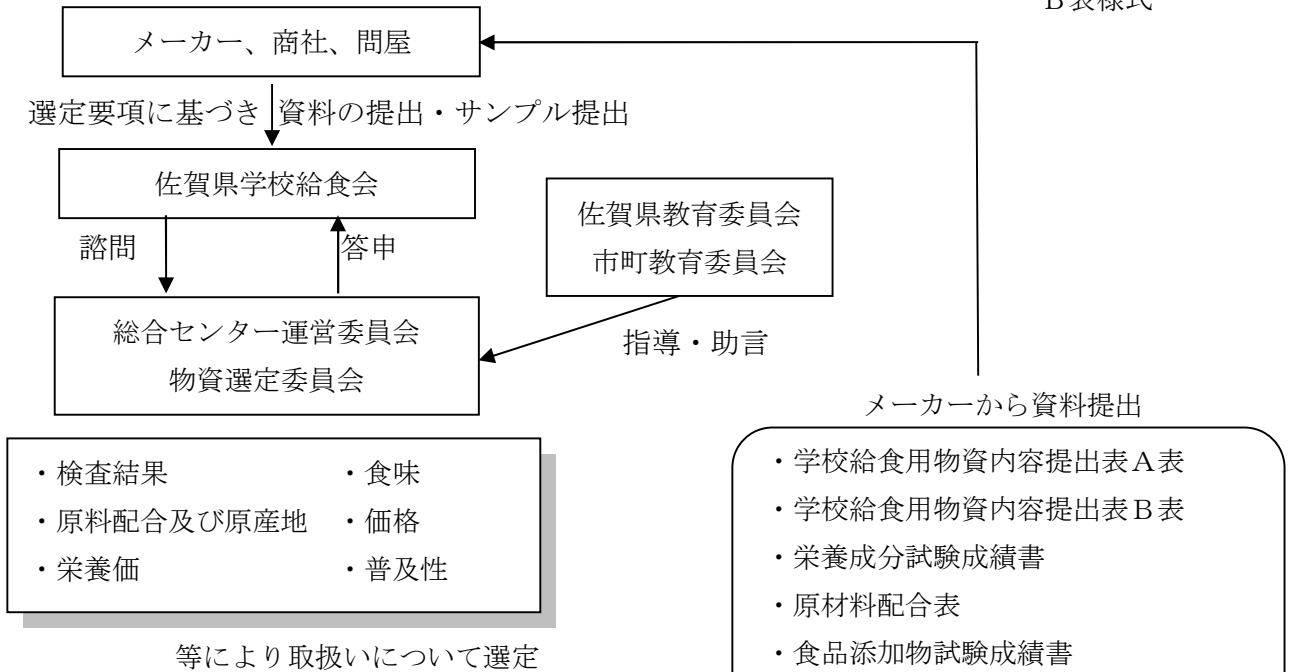 B表様式
メーカー、商社、問屋
選定要項に基づき 資料の提出・サンプル提出
佐賀県学校給食会
諮問
答申
佐賀県教育委員会
市町教育委員会
総合センター運営委員会
物資選定委員会
指導・助言
・検査結果 ・食味
・原料配合及び原産地 ・価格
・栄養価 ・普及性
等により取扱いについて選定
メーカーから資料提出
・学校給食用物資内容提出表A表
・学校給食用物資内容提出表B表
・栄養成分試験成績書
・原材料配合表
・食品添加物試験成績書